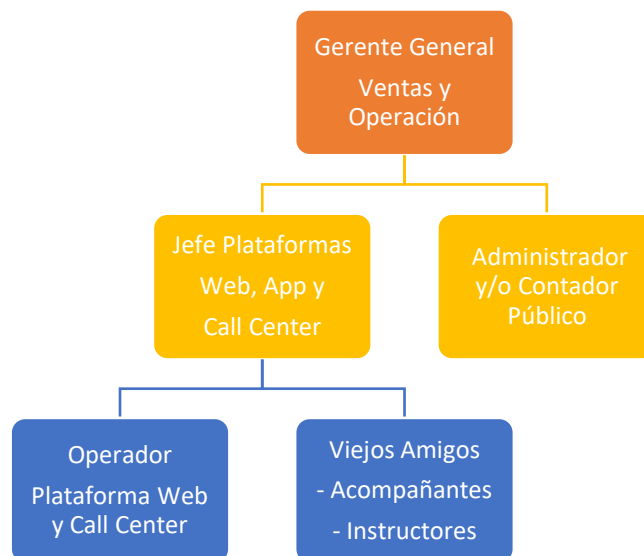 Gerente General
Ventas y
Operación
Jefe Plataformas
Web, App y
Call Center
Administrador
y/o Contador
Público
Operador
Plataforma Web
y Call Center
Viejos Amigos
- Acompañantes
- Instructores